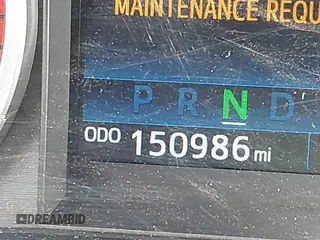 MAINTENANCE REQU
P R N D
ODO 150986 mi
DREAMBID